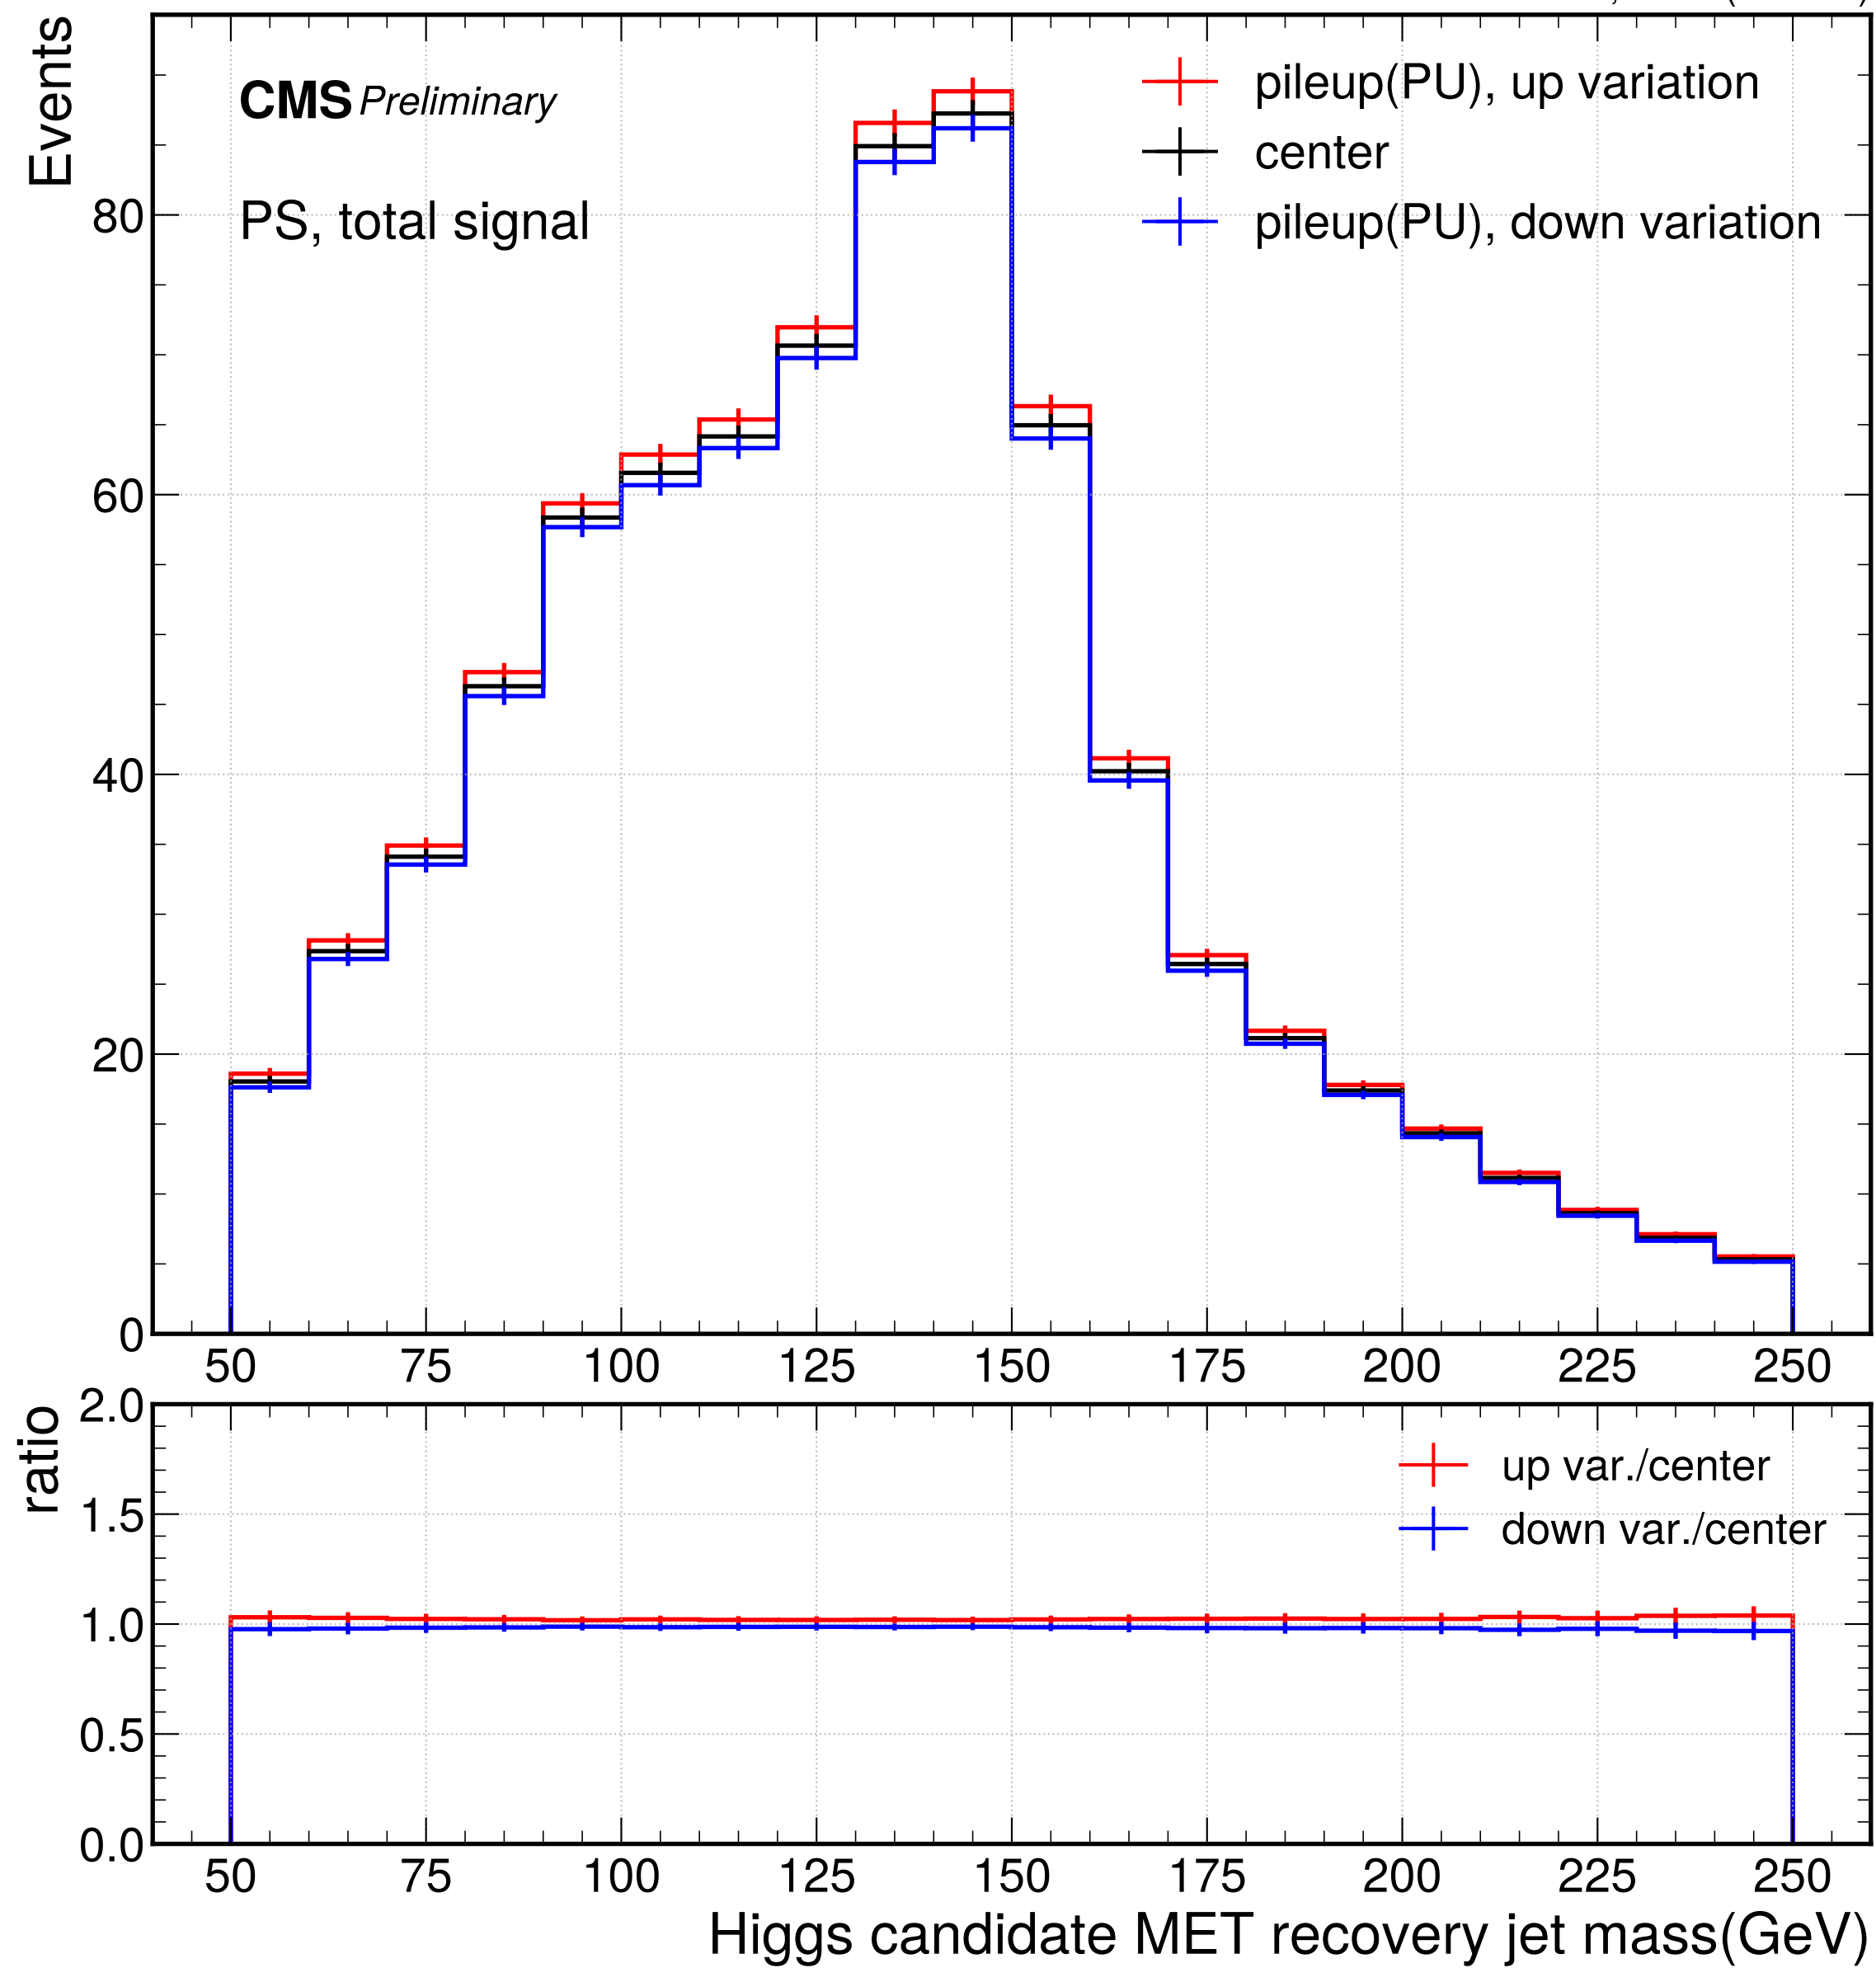 Events
CMS Preliminary
PS, total signal
pileup(PU), up variation
center
pileup(PU), down variation
80
60
40
20
0
50 75 100 125 150 175 200 225 250
ratio
2.0
1.5
1.0
0.5
0.0
up var./center
down var./center
50 75 100 125 150 175 200 225 250
Higgs candidate MET recovery jet mass(GeV)